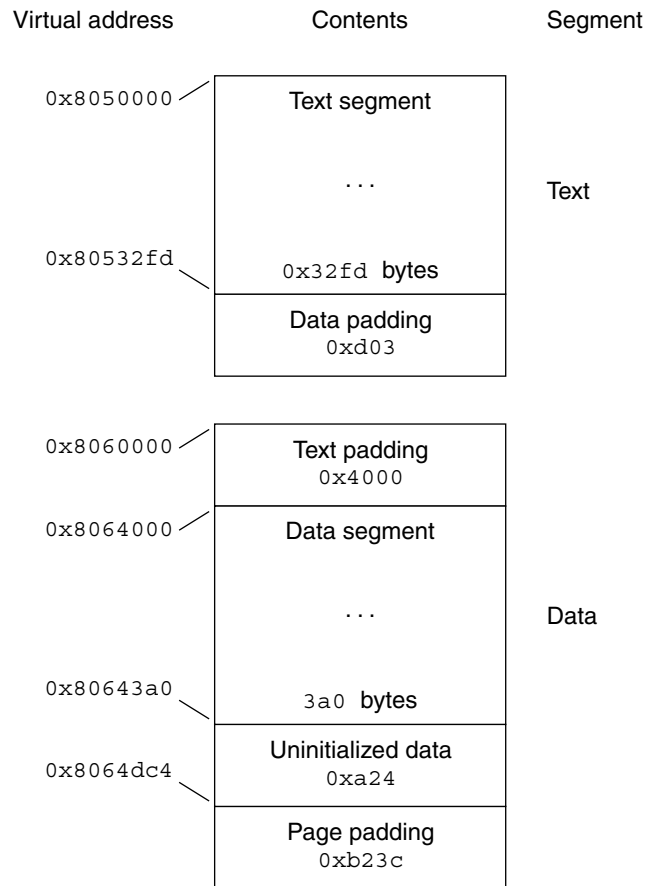 Virtual address Contents Segment
0x8050000 Text segment
. . . Text
0x80532fd 0x32fd bytes
Data padding
0xd03
0x8060000 Text padding
0x4000
0x8064000 Data segment
. . . Data
0x80643a0 3a0 bytes
Uninitialized data
0x8064dc4 0xa24
Page padding
0xb23c